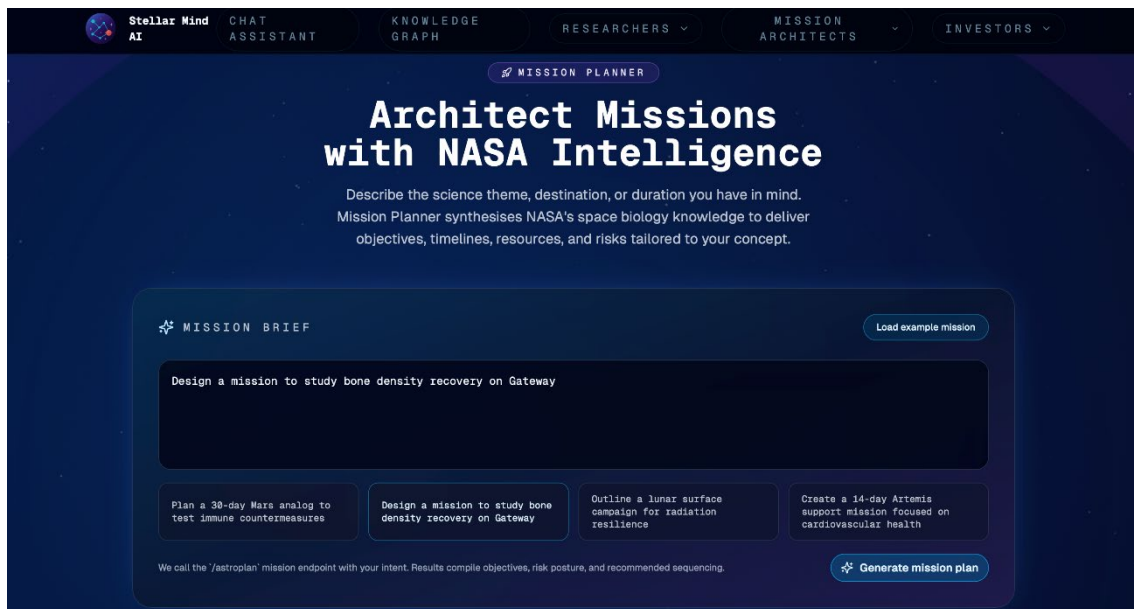 Stellar Mind
AI
CHAT
ASSISTANT
KNOWLEDGE
GRAPH
RESEARCHERS
MISSION
ARCHITECTS
INVESTORS
MISSION PLANNER
Architect Missions
with NASA Intelligence
Describe the science theme, destination, or duration you have in mind.
Mission Planner synthesises NASA's space biology knowledge to deliver
objectives, timelines, resources, and risks tailored to your concept.
MISSION BRIEF
Load example mission
Design a mission to study bone density recovery on Gateway
Plan a 30-day Mars analog to
test immune countermeasures
Design a mission to study bone
density recovery on Gateway
Outline a lunar surface
campaign for radiation
resilience
Create a 14-day Artemis
support mission focused on
cardiovascular health
We call the `/astroplan` mission endpoint with your intent. Results compile objectives, risk posture, and recommended sequencing.
Generate mission plan